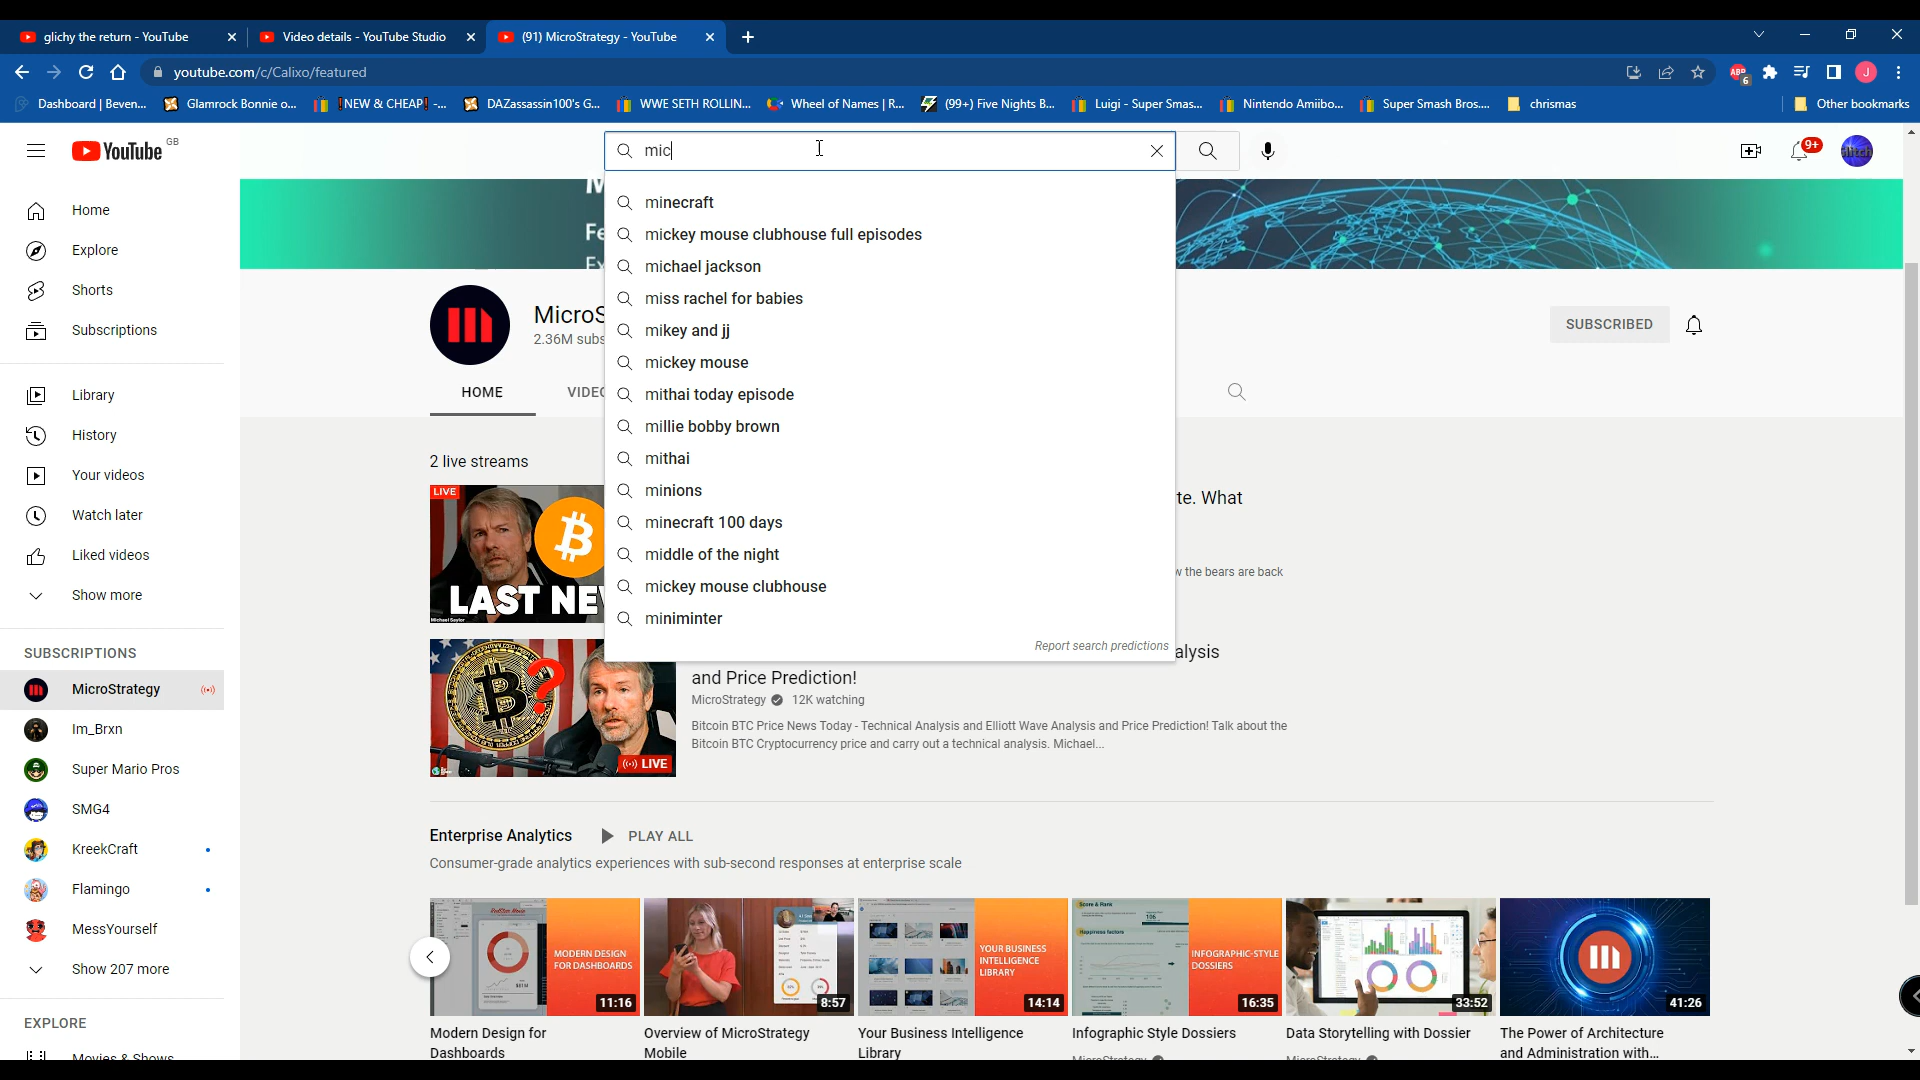 glichy the return - YouTube
Video details - YouTube Studio
(91) MicroStrategy - YouTube
youtube.com/c/Calixo/featured
ABP
6
J
Dashboard | Beven...
Glamrock Bonnie o...
NEW & CHEAP! -...
DAZassassin100's G...
WWE SETH ROLLIN...
Wheel of Names | R...
(99+) Five Nights B...
Luigi - Super Smas...
Nintendo Amiibo...
Super Smash Bros....
chrismas
Other bookmarks
YouTube GB
mic
9+
Home
Explore
Shorts
Subscriptions
Library
History
Your videos
Watch later
Liked videos
Show more
SUBSCRIPTIONS
MicroStrategy
Im_Brxn
Super Mario Pros
SMG4
KreekCraft
Flamingo
MessYourself
Show 207 more
EXPLORE
Movies & Shows
minecraft
mickey mouse clubhouse full episodes
michael jackson
miss rachel for babies
mikey and jj
mickey mouse
mithai today episode
millie bobby brown
mithai
minions
minecraft 100 days
middle of the night
mickey mouse clubhouse
miniminter
Report search predictions
MicroS
2.36M subs
SUBSCRIBED
HOME
VIDEO
2 live streams
LIVE
LAST NE
Michael Saylor
te. What
w the bears are back
LIVE
alysis
and Price Prediction!
MicroStrategy
12K watching
Bitcoin BTC Price News Today - Technical Analysis and Elliott Wave Analysis and Price Prediction! Talk about the
Bitcoin BTC Cryptocurrency price and carry out a technical analysis. Michael...
Enterprise Analytics
PLAY ALL
Consumer-grade analytics experiences with sub-second responses at enterprise scale
MODERN DESIGN
FOR DASHBOARDS
11:16
8:57
YOUR BUSINESS
INTELLIGENCE
LIBRARY
14:14
Score & Rank
106
Happiness factors
INFOGRAPHIC-STYLE
DOSSIERS
16:35
33:52
41:26
Modern Design for
Dashboards
Overview of MicroStrategy
Mobile
Your Business Intelligence
Library
Infographic Style Dossiers
MicroStrategy
Data Storytelling with Dossier
MicroStrategy
The Power of Architecture
and Administration with...